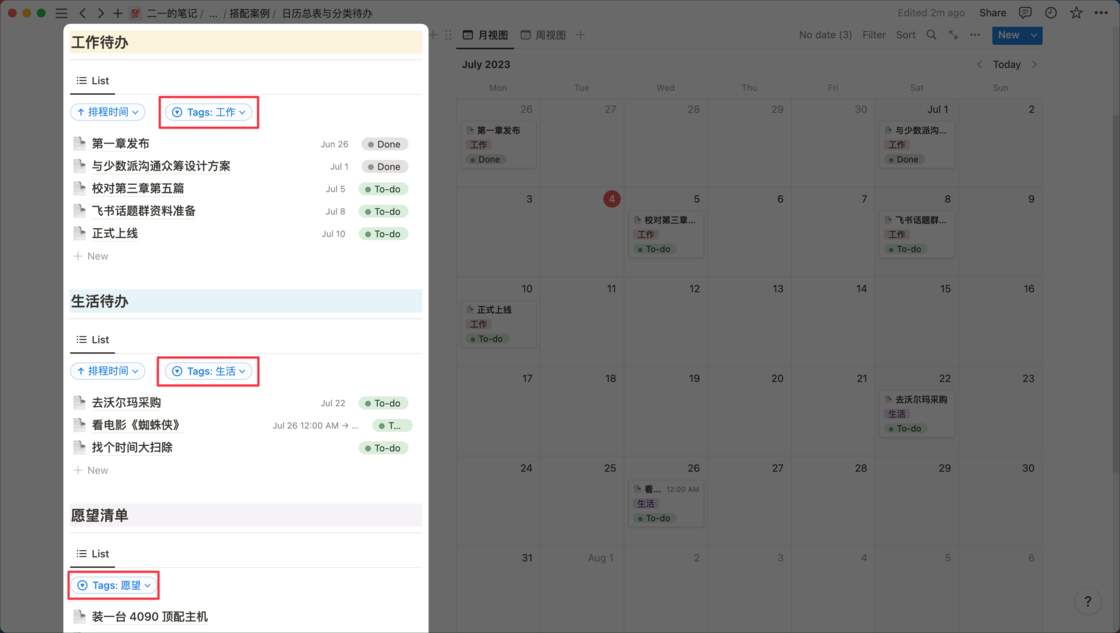 二一的笔记 / ... / 搭配案例 / 日历总表与分类待办
Edited 2m ago Share
工作待办
List
排程时间 Tags: 工作
第一章发布 Jun 26 Done
与少数派沟通众筹设计方案 Jul 1 Done
校对第三章第五篇 Jul 5 To-do
飞书话题群资料准备 Jul 8 To-do
正式上线 Jul 10 To-do
+ New
生活待办
List
排程时间 Tags: 生活
去沃尔玛采购 Jul 22 To-do
看电影《蜘蛛侠》 Jul 26 12:00 AM → ... T...
找个时间大扫除 To-do
+ New
愿望清单
List
Tags: 愿望
装一台 4090 顶配主机
月视图 周视图 +
No date (3) Filter Sort ... New
July 2023 Today
Mon Tue Wed Thu Fri Sat Sun
26 27 28 29 30 Jul 1 2
第一章发布
工作
Done
与少数派沟...
工作
Done
3 4 5 6 7 8 9
校对第三章...
工作
To-do
飞书话题群...
工作
To-do
10 11 12 13 14 15 16
正式上线
工作
To-do
17 18 19 20 21 22 23
去沃尔玛采购
生活
To-do
24 25 26 27 28 29 30
看... 12:00 AM
生活
To-do
31 Aug 1 2 3 4 5 6
?